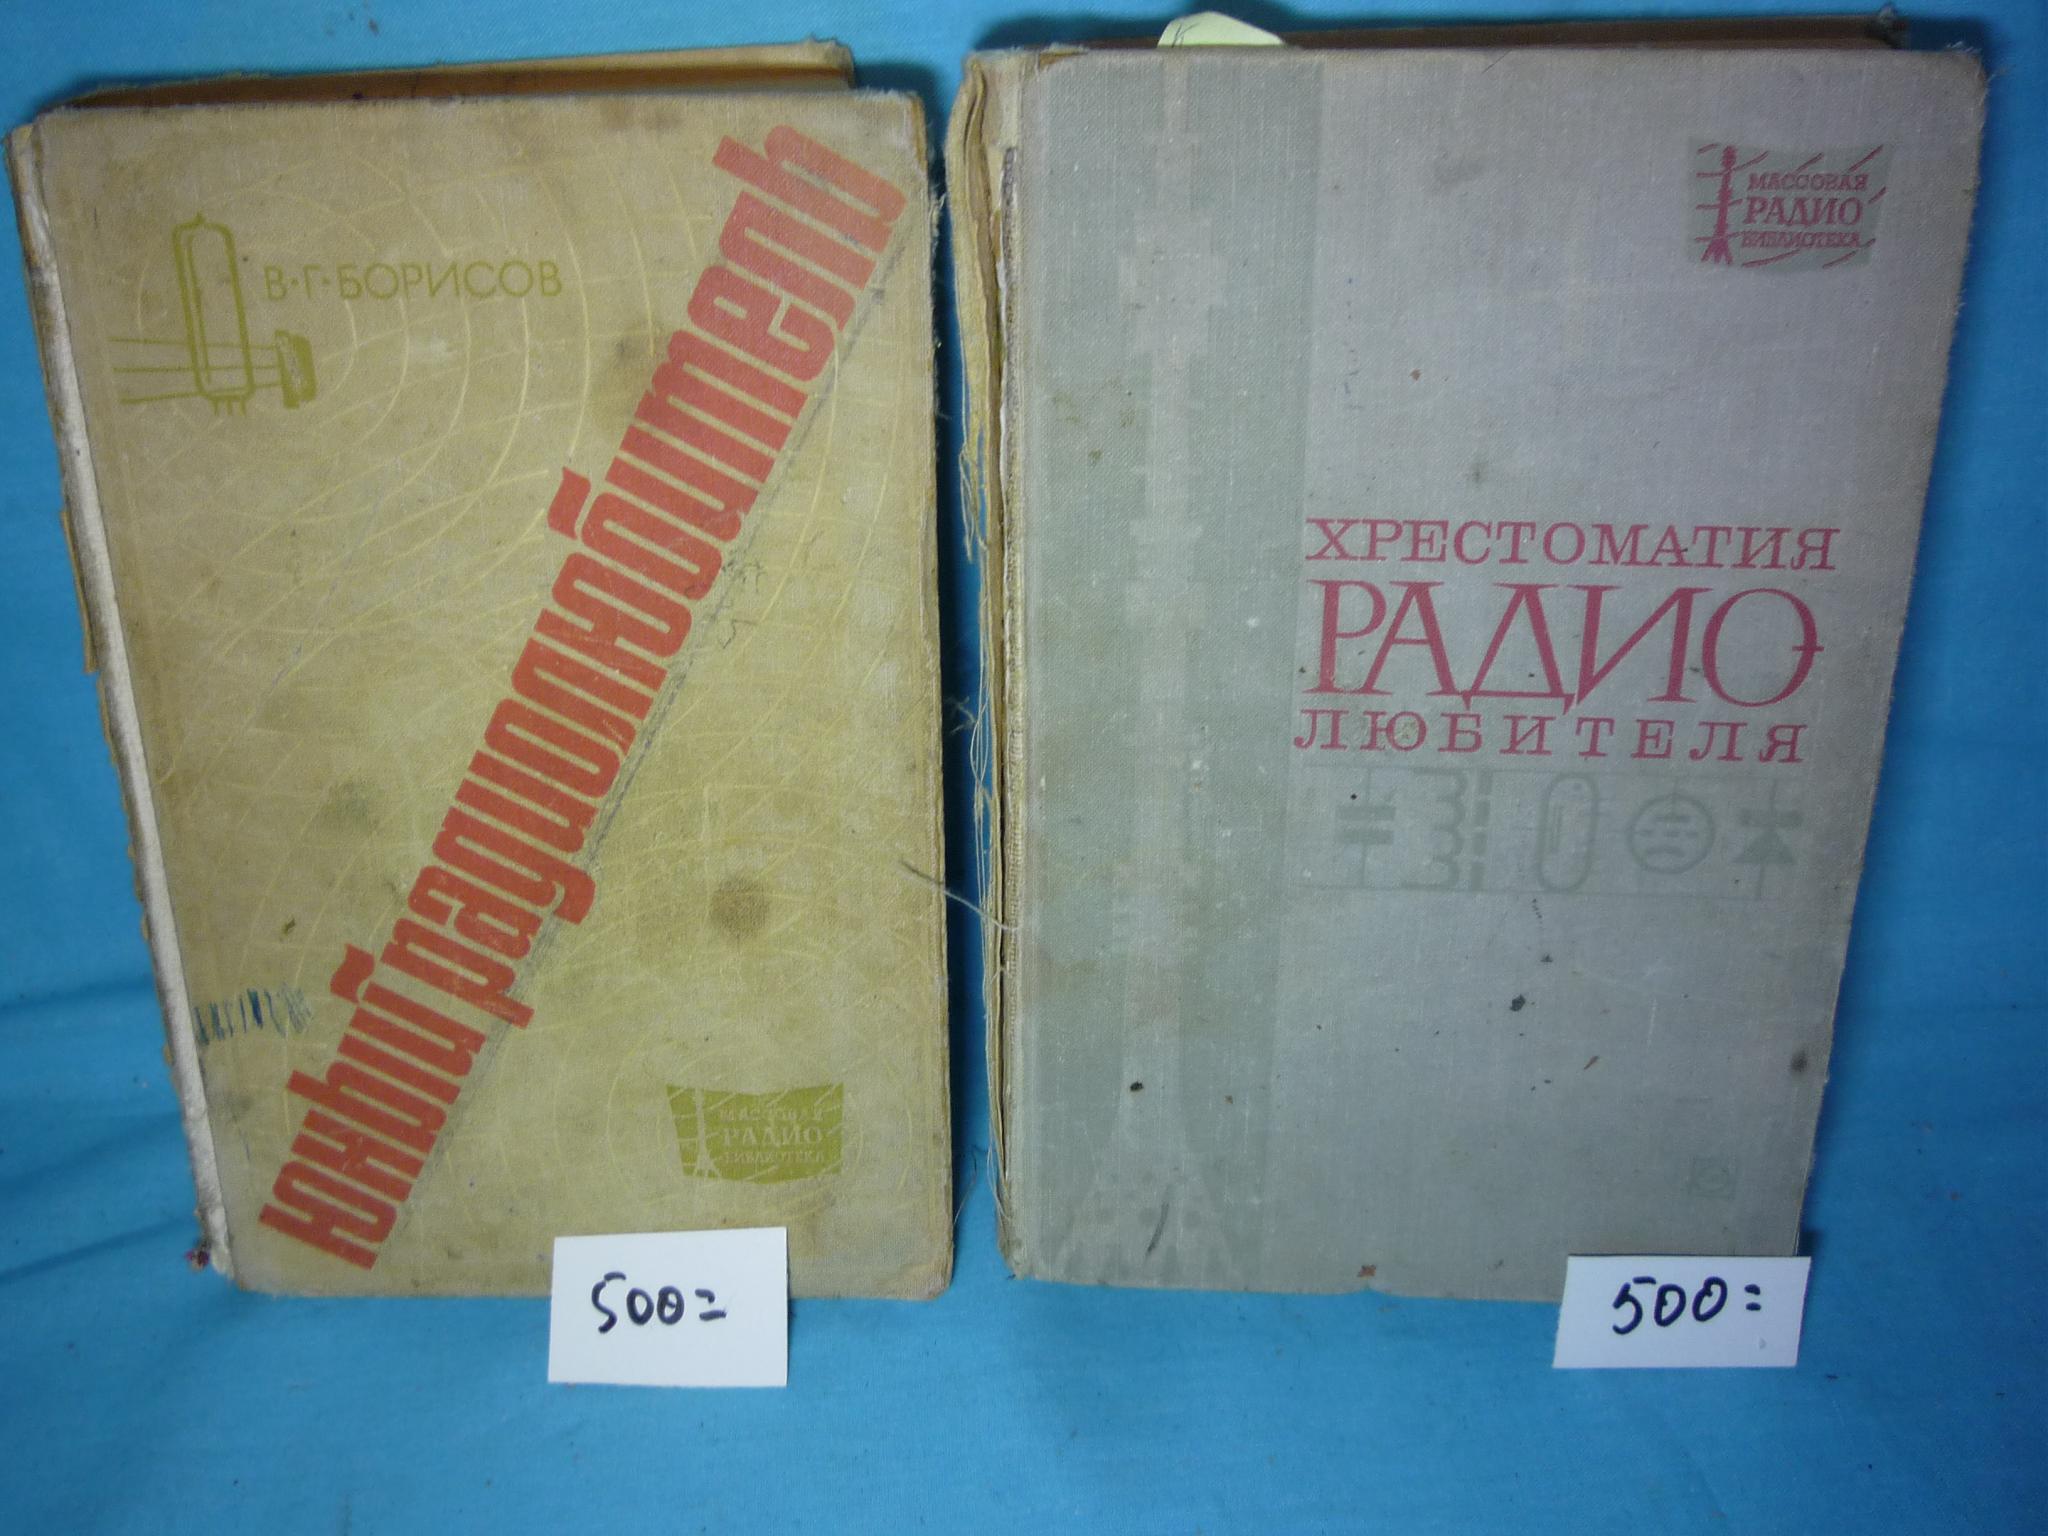 В·Г·БОРИСОВ
Юный радиолюбитель
МАССОВАЯ
РАДИО
БИБЛИОТЕКА
500=
МАССОВАЯ
РАДИО
БИБЛИОТЕКА
ХРЕСТОМАТИЯ
РАДИО
ЛЮБИТЕЛЯ
500=